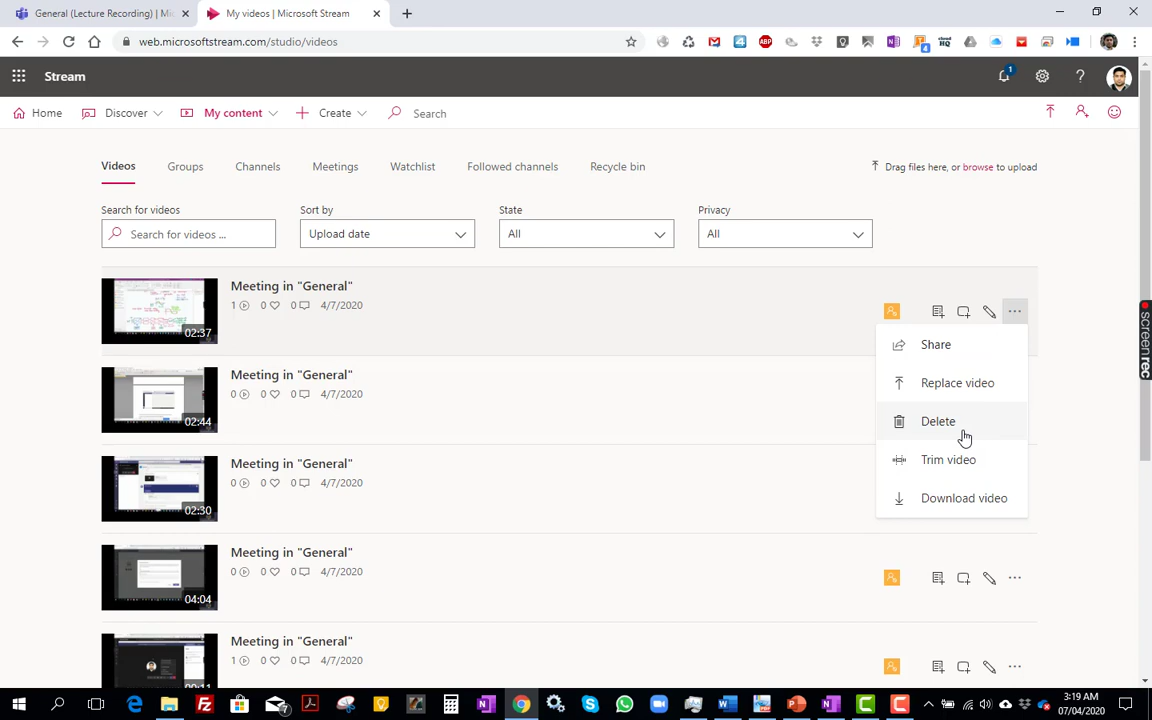 General (Lecture Recording) | Mic
My videos | Microsoft Stream
web.microsoftstream.com/studio/videos
Stream
1
Home
Discover
My content
Create
Search
Videos
Groups
Channels
Meetings
Watchlist
Followed channels
Recycle bin
Drag files here, or browse to upload
Search for videos
Sort by
State
Privacy
Search for videos ...
Upload date
All
All
Meeting in "General"
1 0 0 4/7/2020
02:37
Share
Replace video
Delete
Trim video
Download video
Meeting in "General"
0 0 0 4/7/2020
02:44
Meeting in "General"
0 0 0 4/7/2020
02:30
Meeting in "General"
0 0 0 4/7/2020
04:04
Meeting in "General"
1 0 0 4/7/2020
screenrec
3:19 AM
07/04/2020